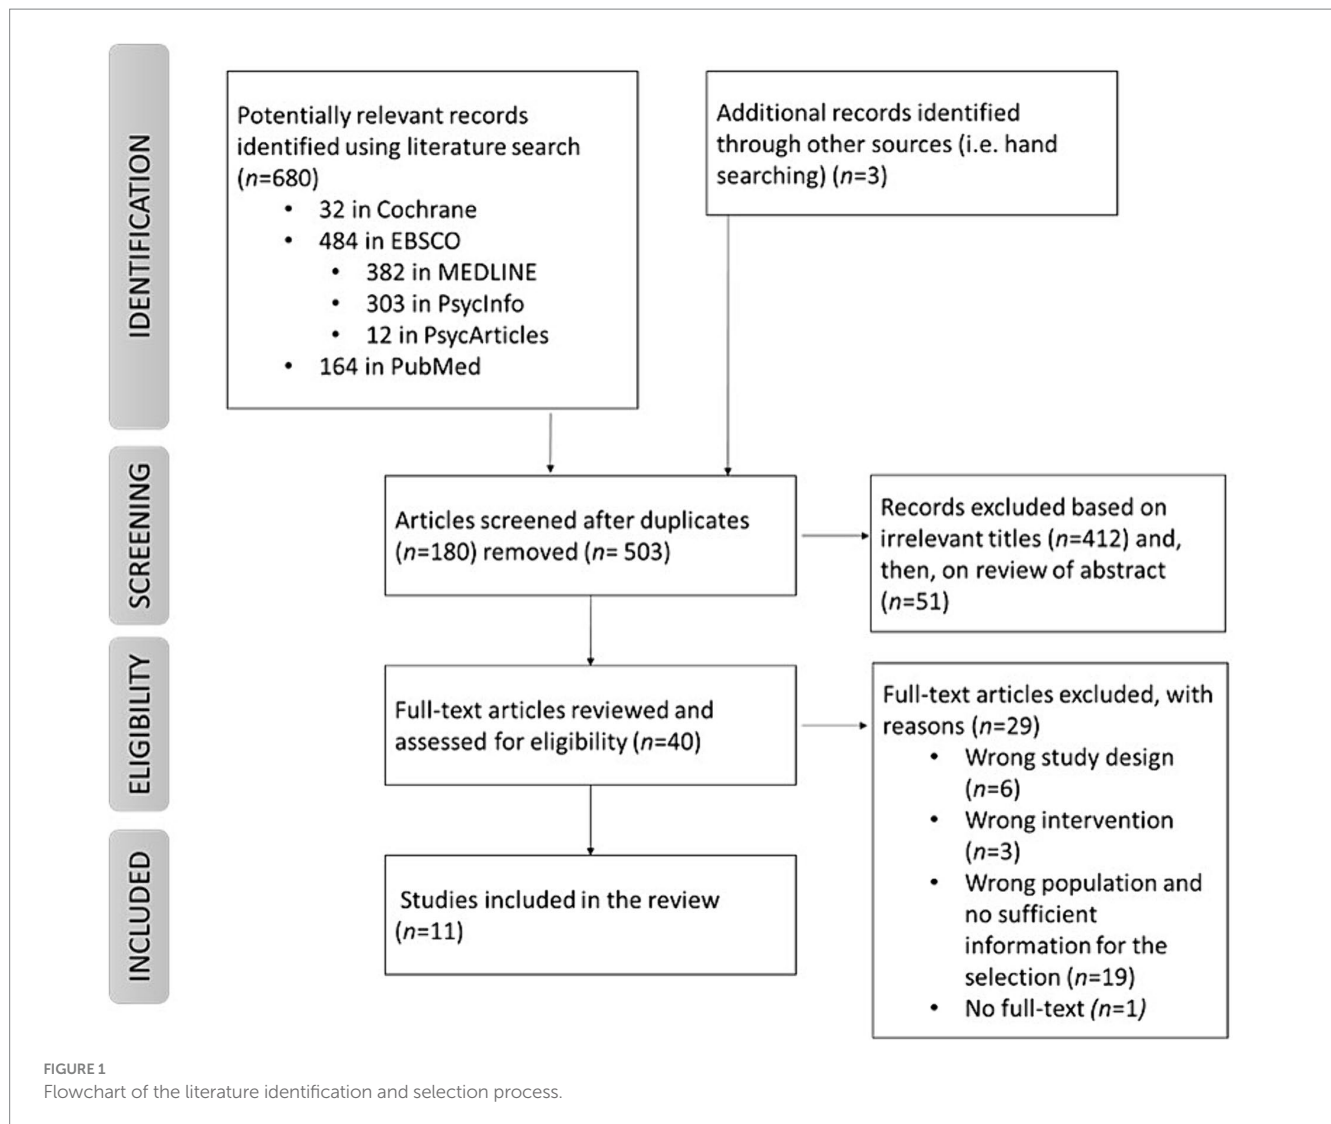 IDENTIFICATION
Potentially relevant records
identified using literature search
(n=680)
• 32 in Cochrane
• 484 in EBSCO
• 382 in MEDLINE
• 303 in PsycInfo
• 12 in PsycArticles
• 164 in PubMed
Additional records identified
through other sources (i.e. hand
searching) (n=3)
SCREENING
Articles screened after duplicates
(n=180) removed (n= 503)
Records excluded based on
irrelevant titles (n=412) and,
then, on review of abstract
(n=51)
ELIGIBILITY
Full-text articles reviewed and
assessed for eligibility (n=40)
Full-text articles excluded, with
reasons (n=29)
• Wrong study design
(n=6)
• Wrong intervention
(n=3)
• Wrong population and
no sufficient
information for the
selection (n=19)
• No full-text (n=1)
INCLUDED
Studies included in the review
(n=11)
FIGURE 1
Flowchart of the literature identification and selection process.